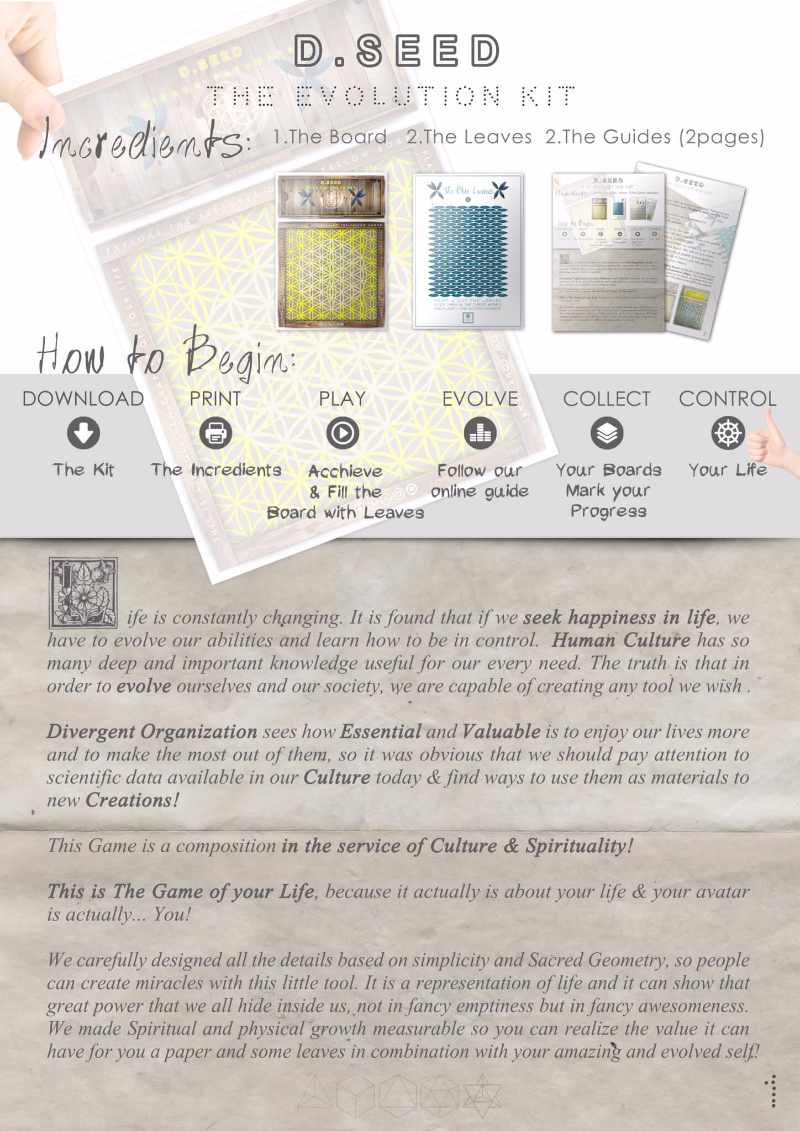 D.SEED
THE EVOLUTION KIT
Ingredients: 1.The Board 2.The Leaves 2.The Guides (2pages)
D.SEED
The Blue Leaves
D.SEED
D.SEED
How to Begin:
DOWNLOAD PRINT PLAY EVOLVE COLLECT CONTROL
The Kit The Incredients Acchieve Follow our Your Boards Your Life
& Fill the online guide Mark your
Board with Leaves Progress
Life is constantly changing. It is found that if we seek happiness in life, we
have to evolve our abilities and learn how to be in control. Human Culture has so
many deep and important knowledge useful for our every need. The truth is that in
order to evolve ourselves and our society, we are capable of creating any tool we wish .
Divergent Organization sees how Essential and Valuable is to enjoy our lives more
and to make the most out of them, so it was obvious that we should pay attention to
scientific data available in our Culture today & find ways to use them as materials to
new Creations!
This Game is a composition in the service of Culture & Spirituality!
This is The Game of your Life, because it actually is about your life & your avatar
is actually... You!
We carefully designed all the details based on simplicity and Sacred Geometry, so people
can create miracles with this little tool. It is a representation of life and it can show that
great power that we all hide inside us, not in fancy emptiness but in fancy awesomeness.
We made Spiritual and physical growth measurable so you can realize the value it can
have for you a paper and some leaves in combination with your amazing and evolved self!
1